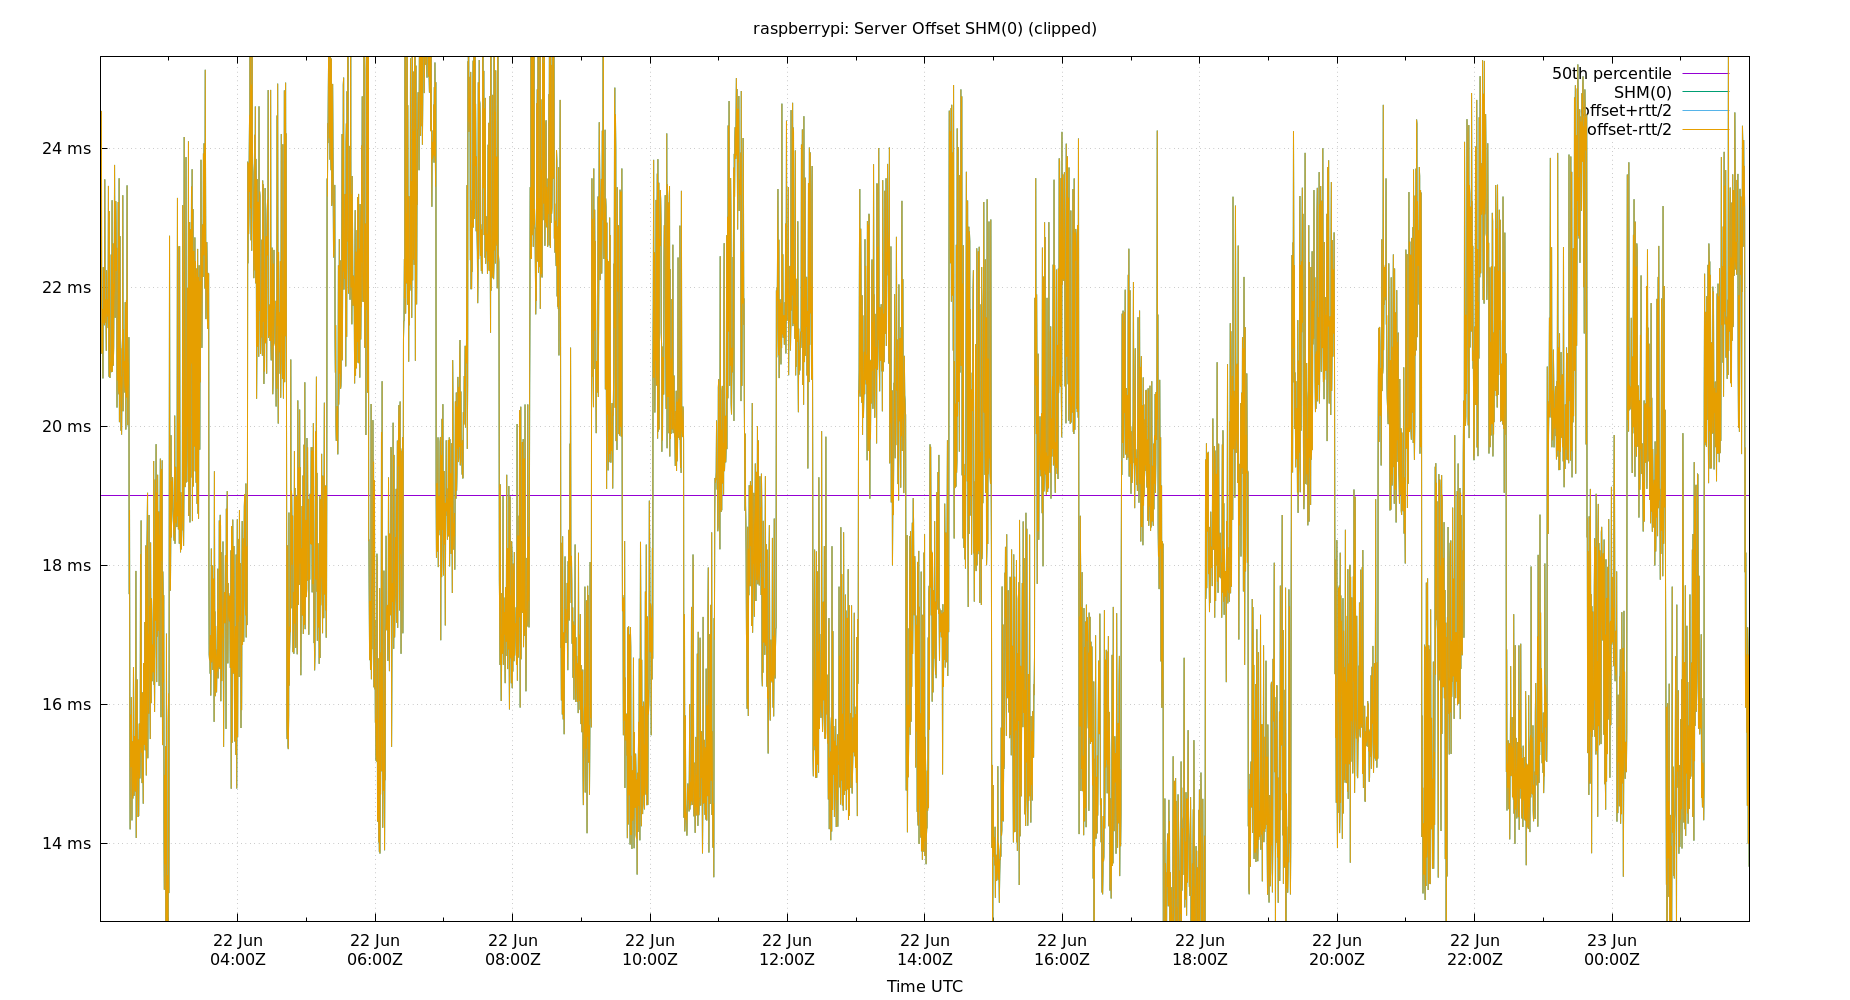 raspberrypi: Server Offset SHM(0) (clipped)
50th percentile
SHM(0)
offset+rtt/2
offset-rtt/2
24 ms
22 ms
20 ms
18 ms
16 ms
14 ms
22 Jun 22 Jun 22 Jun 22 Jun 22 Jun 22 Jun 22 Jun 22 Jun 22 Jun 22 Jun 23 Jun
04:00Z 06:00Z 08:00Z 10:00Z 12:00Z 14:00Z 16:00Z 18:00Z 20:00Z 22:00Z 00:00Z
Time UTC